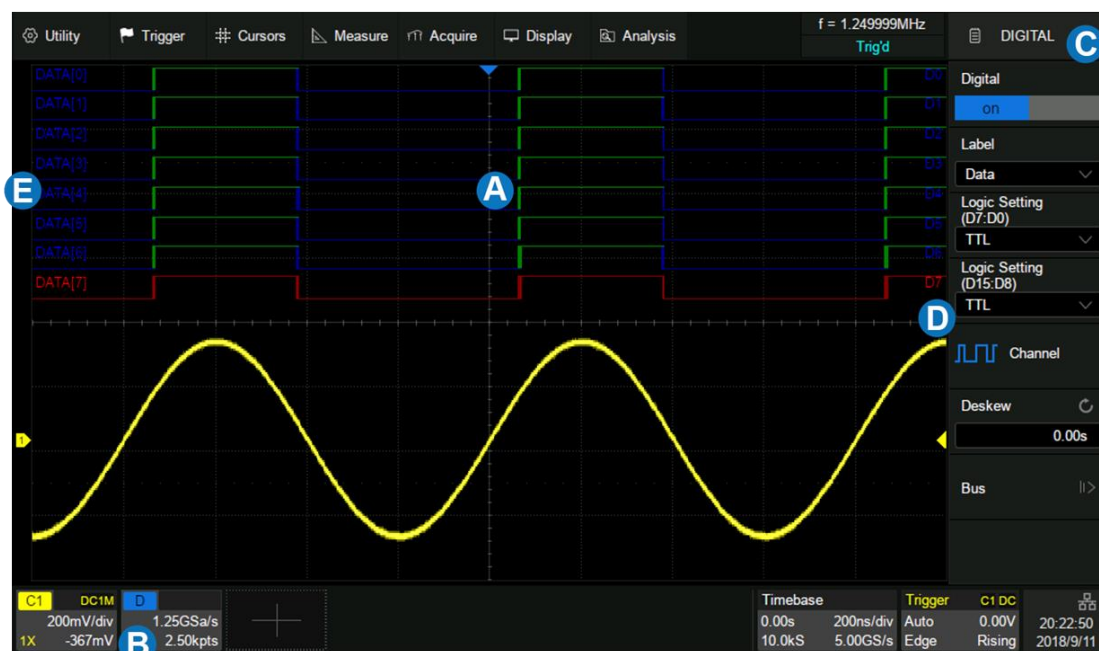 Utility Trigger Cursors Measure Acquire Display Analysis
f = 1.249999MHz
Trig'd
DIGITAL
C
DATA[0] D0
DATA[1] D1
DATA[2] D2
DATA[3] D3
DATA[4] D4
DATA[5] D5
DATA[6] D6
DATA[7] D7
E
A
Digital
on
Label
Data
Logic Setting
(D7:D0)
TTL
Logic Setting
(D15:D8)
TTL
D
Channel
Deskew
0.00s
Bus
1
C1 DC1M
200mV/div
1X -367mV
D
1.25GSa/s
2.50kpts
B
Timebase
0.00s 200ns/div
10.0kS 5.00GS/s
Trigger C1 DC
Auto 0.00V
Edge Rising
20:22:50
2018/9/11